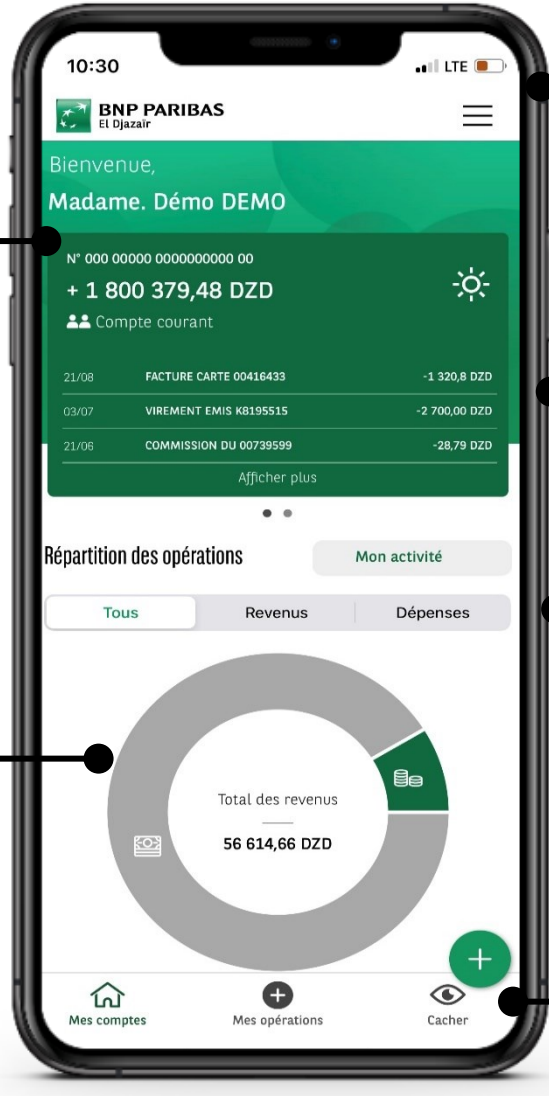 10:30 LTE
BNP PARIBAS
El Djazaïr
Bienvenue,
Madame. Démo DEMO
N° 000 00000 0000000000 00
+ 1 800 379,48 DZD
Compte courant
21/08 FACTURE CARTE 00416433 -1 320,8 DZD
03/07 VIREMENT EMIS K8195515 -2 700,00 DZD
21/06 COMMISSION DU 00739599 -28,79 DZD
Afficher plus
Répartition des opérations Mon activité
Tous Revenus Dépenses
Total des revenus
56 614,66 DZD
Mes comptes Mes opérations Cacher